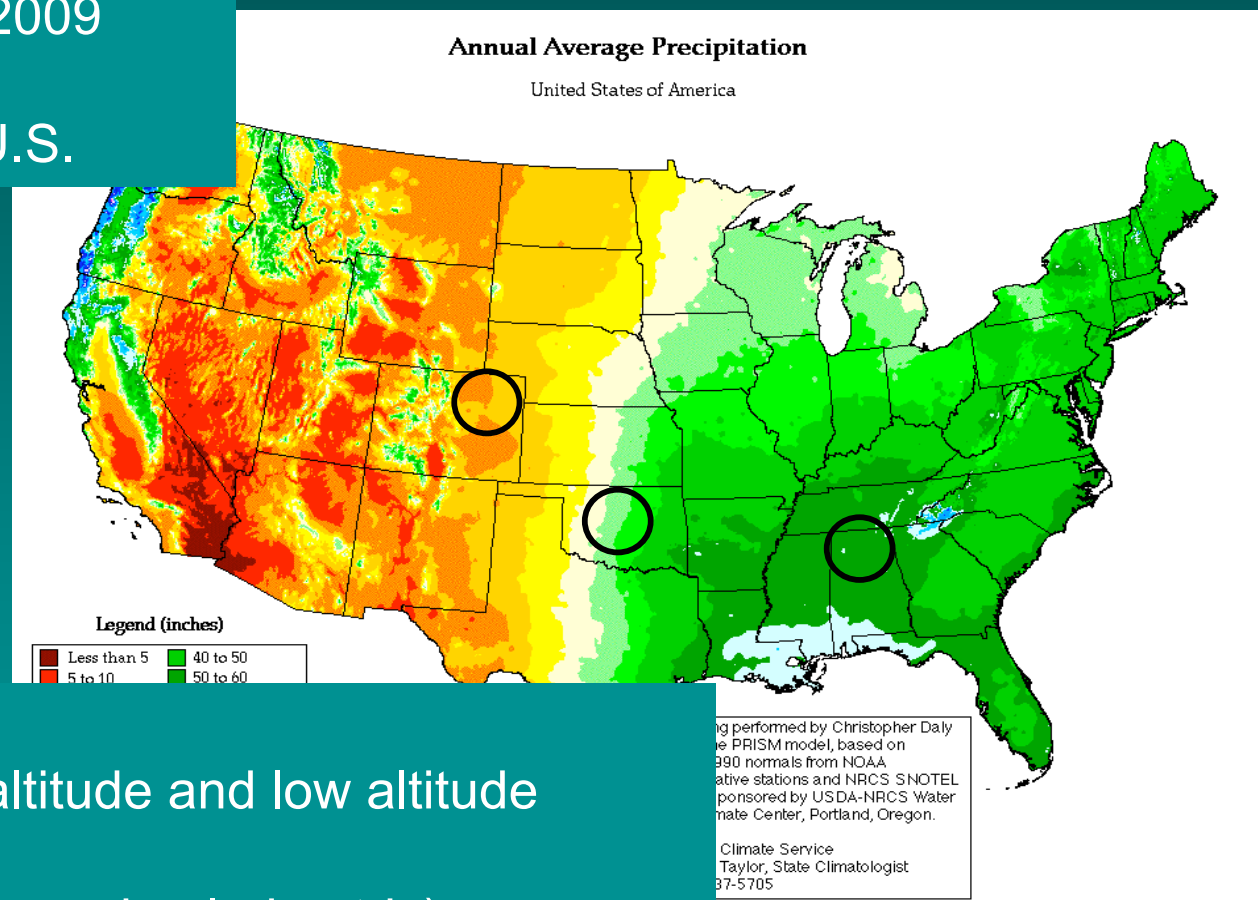 2009
U.S.
Annual Average Precipitation
United States of America
Legend (inches)
Less than 5
40 to 50
5 to 10
50 to 60
altitude and low altitude
ng performed by Christopher Daly
e PRISM model, based on
990 normals from NOAA
ative stations and NRCS SNOTEL
ponsored by USDA-NRCS Water
mate Center, Portland, Oregon.
Climate Service
Taylor, State Climatologist
37-5705